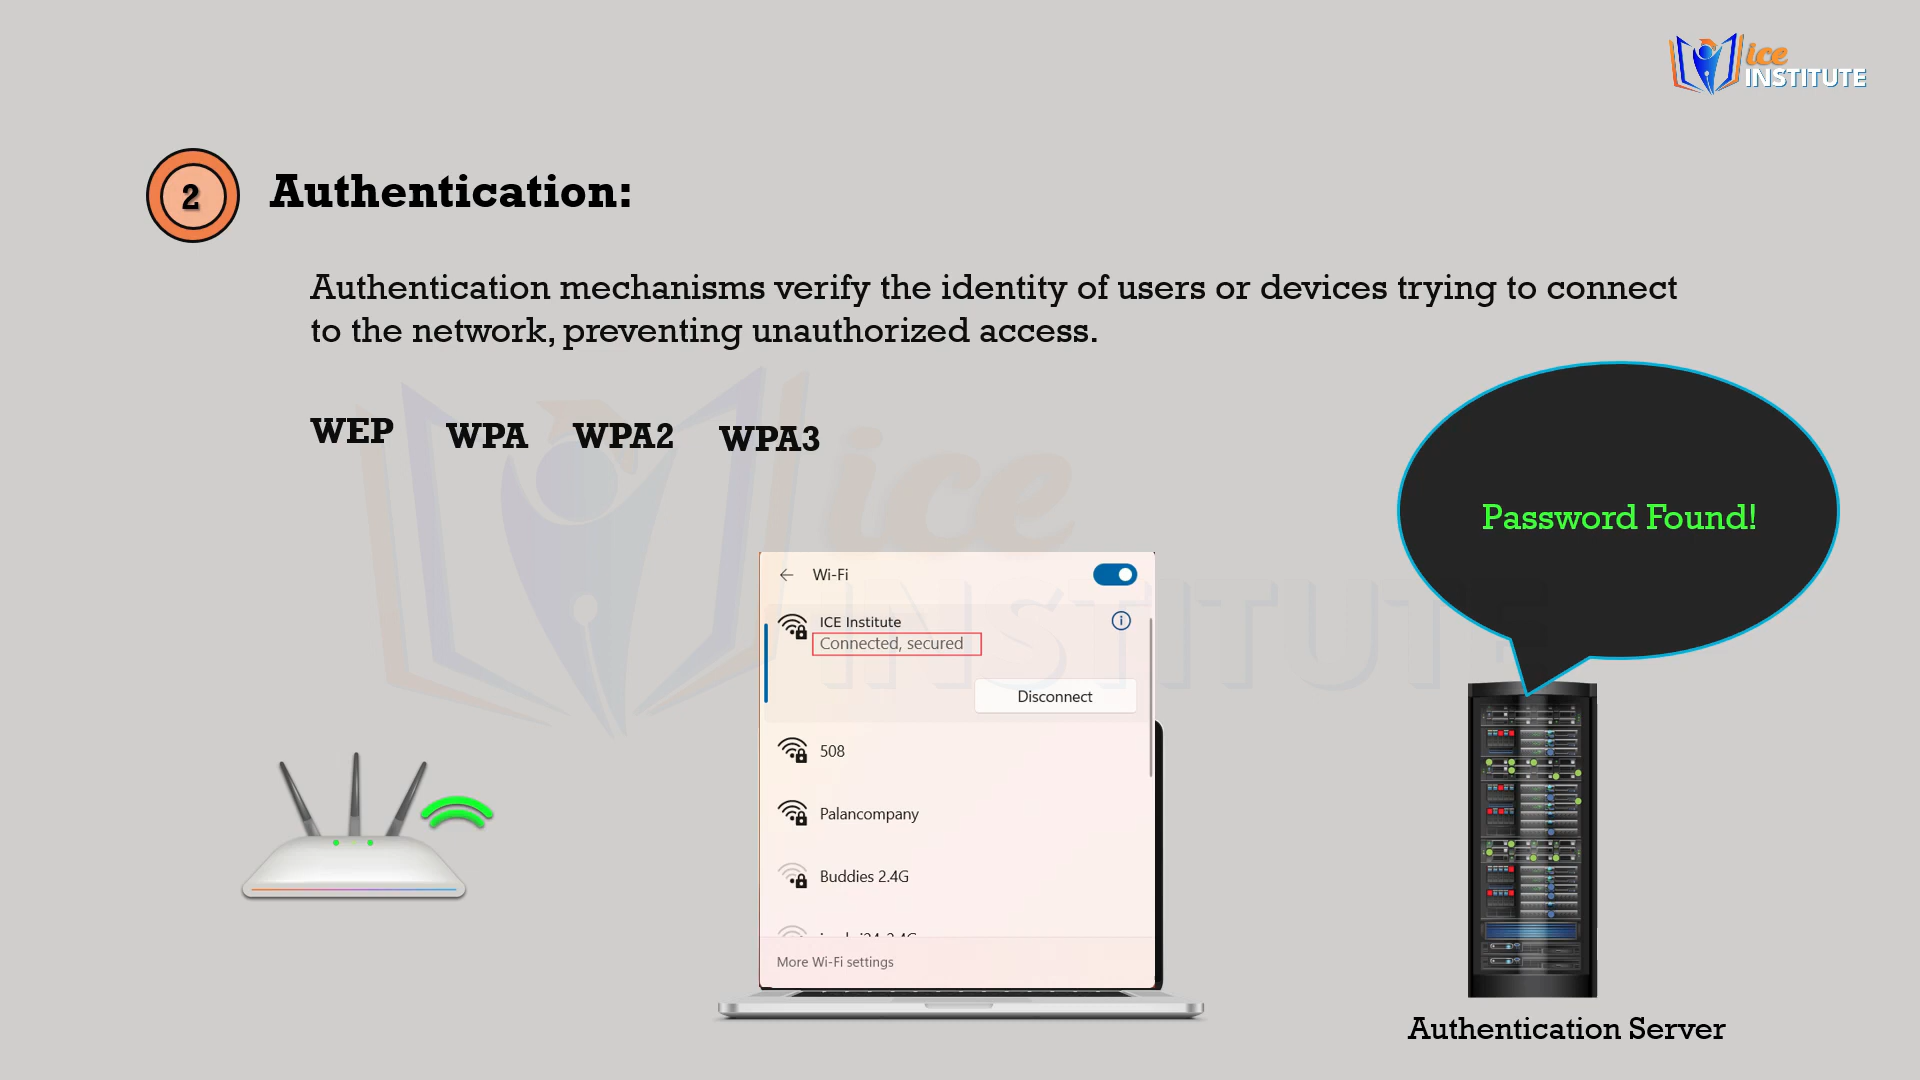 ice
INSTITUTE
2
Authentication:
Authentication mechanisms verify the identity of users or devices trying to connect
to the network, preventing unauthorized access.
WEP WPA WPA2 WPA3
ice
INSTITUTE
Password Found!
Wi-Fi
ICE Institute
Connected, secured
Disconnect
508
Palancompany
Buddies 2.4G
More Wi-Fi settings
Authentication Server